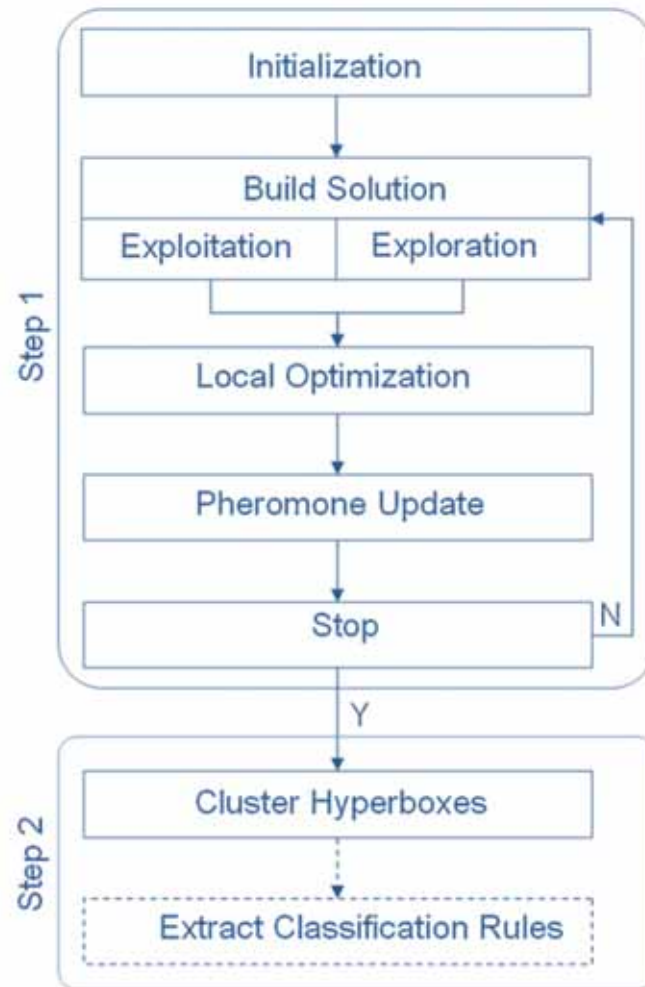 Step 1
Initialization
Build Solution
Exploitation
Exploration
Local Optimization
Pheromone Update
Stop
N
Y
Step 2
Cluster Hyperboxes
Extract Classification Rules